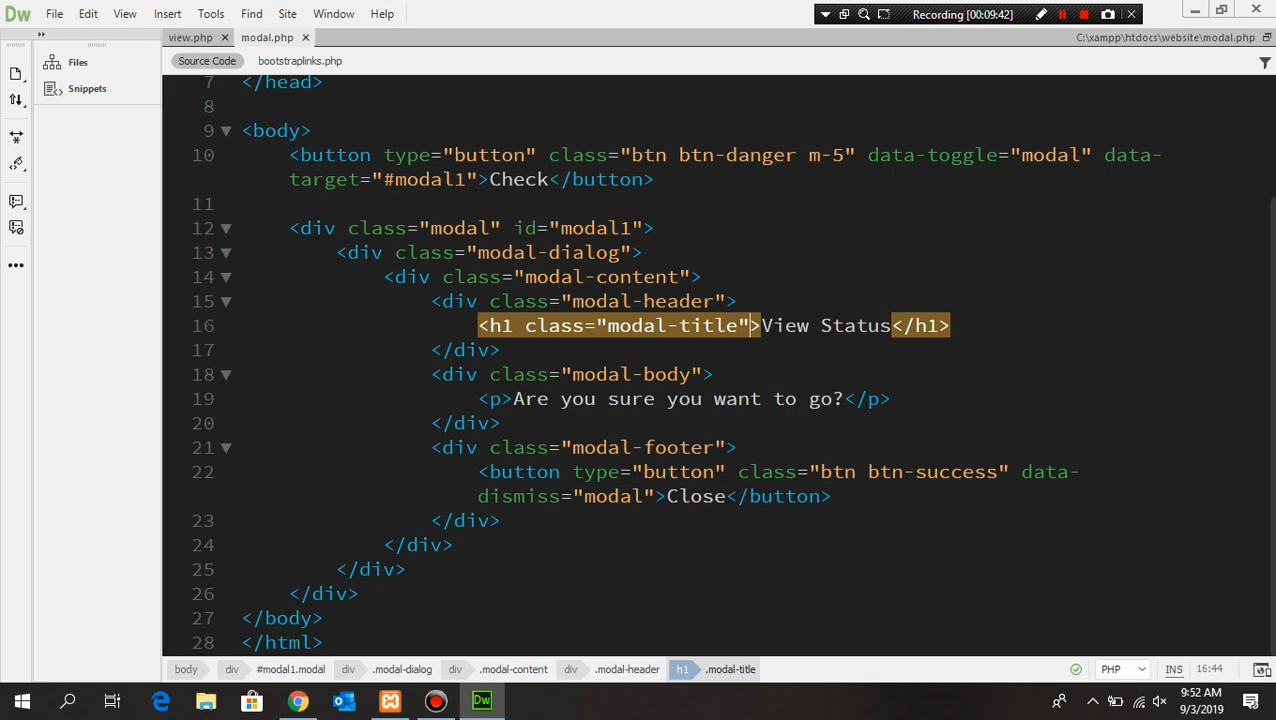 Dw File Edit View Insert Tools Find Site Window Help
Recording [00:09:42]
view.php modal.php C:\xampp\htdocs\website\modal.php
Source Code bootstraplinks.php
Files
Snippets
7 </head>
8
9 <body>
10 <button type="button" class="btn btn-danger m-5" data-toggle="modal" data-
target="#modal1">Check</button>
11
12 <div class="modal" id="modal1">
13 <div class="modal-dialog">
14 <div class="modal-content">
15 <div class="modal-header">
16 <h1 class="modal-title">View Status</h1>
17 </div>
18 <div class="modal-body">
19 <p>Are you sure you want to go?</p>
20 </div>
21 <div class="modal-footer">
22 <button type="button" class="btn btn-success" data-
dismiss="modal">Close</button>
23 </div>
24 </div>
25 </div>
26 </div>
27 </body>
28 </html>
body div #modal1.modal div .modal-dialog div .modal-content div .modal-header h1 .modal-title PHP INS 16:44
Dw
9:52 AM
9/3/2019